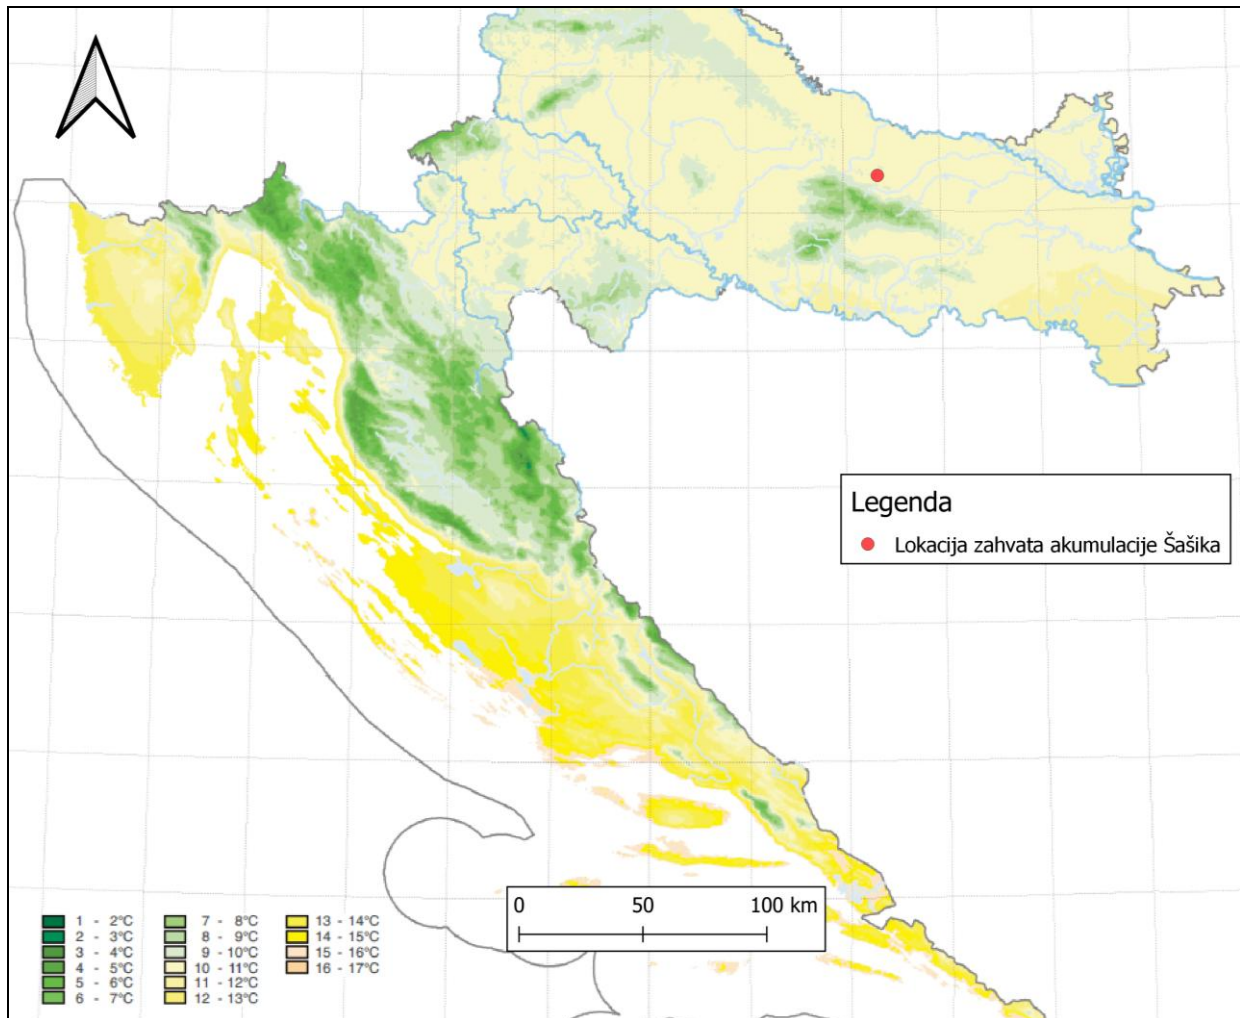 Legenda
Lokacija zahvata akumulacije Šašika
0 50 100 km
1 - 2°C 7 - 8°C 13 - 14°C
2 - 3°C 8 - 9°C 14 - 15°C
3 - 4°C 9 - 10°C 15 - 16°C
4 - 5°C 10 - 11°C 16 - 17°C
5 - 6°C 11 - 12°C
6 - 7°C 12 - 13°C